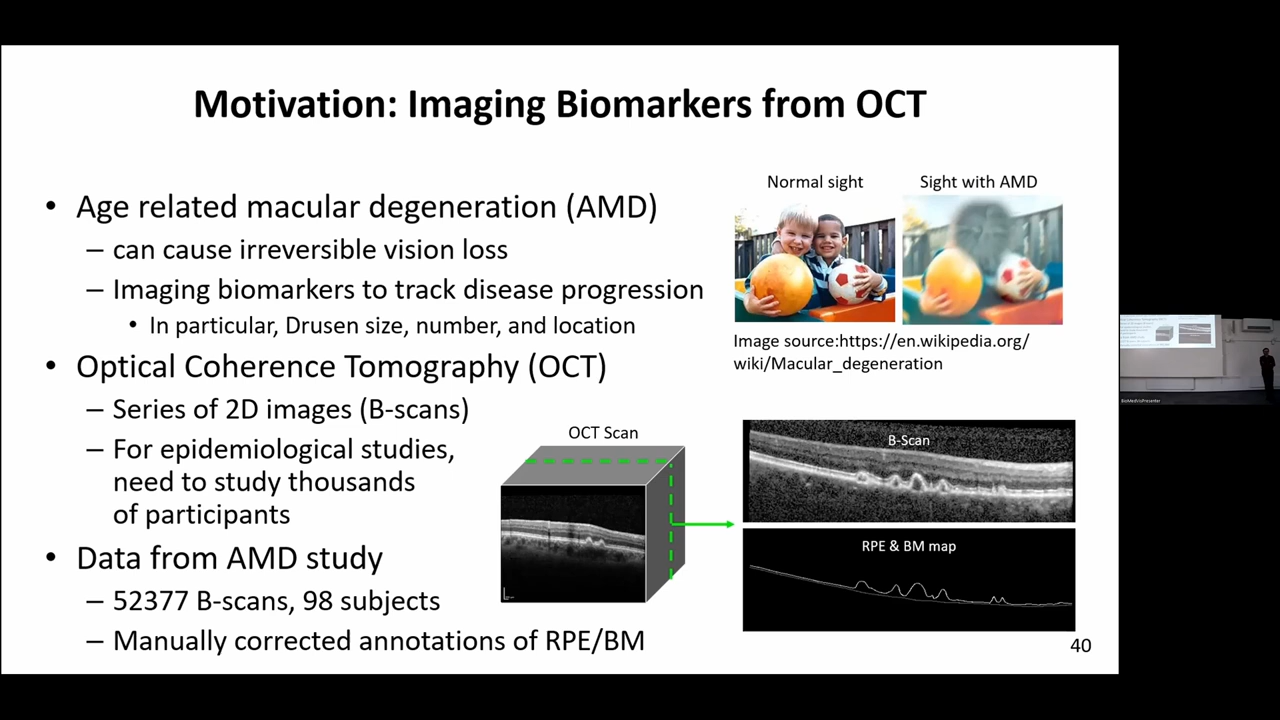 Motivation: Imaging Biomarkers from OCT
• Age related macular degeneration (AMD)
– can cause irreversible vision loss
– Imaging biomarkers to track disease progression
• In particular, Drusen size, number, and location
• Optical Coherence Tomography (OCT)
– Series of 2D images (B-scans)
– For epidemiological studies,
need to study thousands
of participants
• Data from AMD study
– 52377 B-scans, 98 subjects
– Manually corrected annotations of RPE/BM
Normal sight
Sight with AMD
Image source:https://en.wikipedia.org/
wiki/Macular_degeneration
OCT Scan
B-Scan
RPE & BM map
40